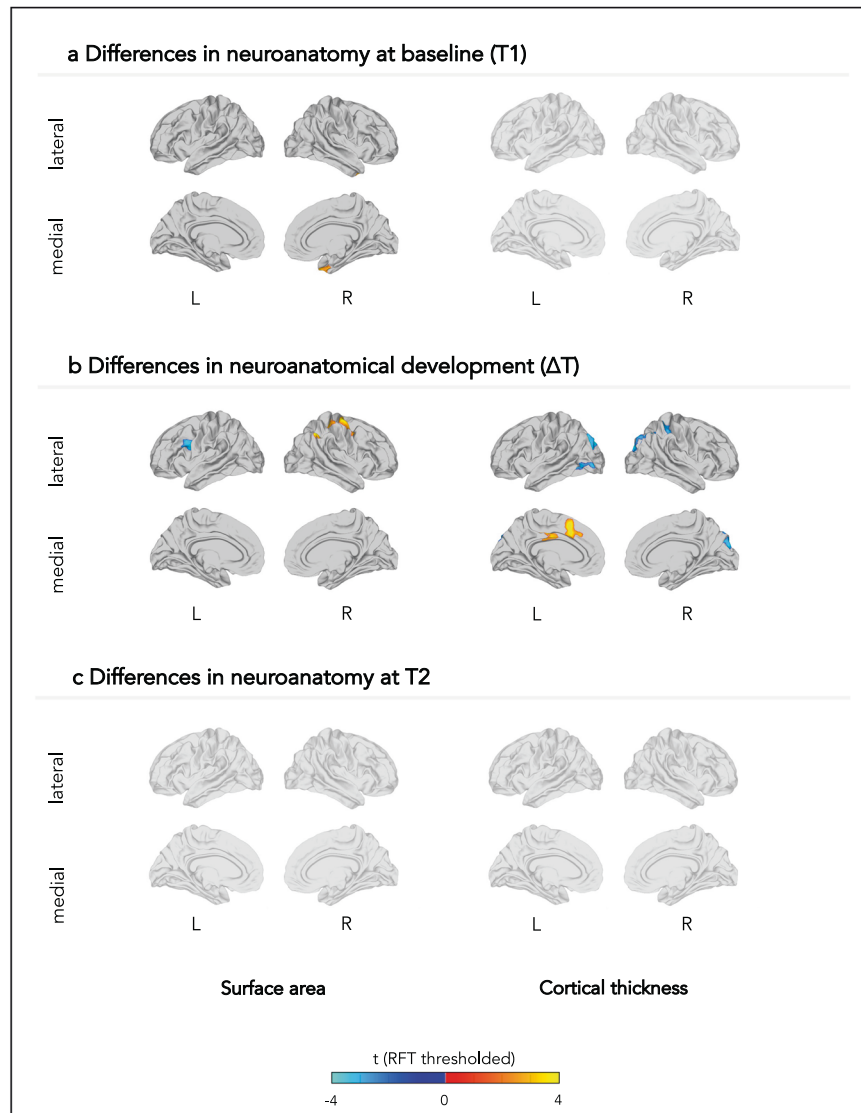 a Differences in neuroanatomy at baseline (T1)
lateral
medial
L R L R
b Differences in neuroanatomical development (ΔT)
lateral
medial
L R L R
c Differences in neuroanatomy at T2
lateral
medial
L R L R
Surface area Cortical thickness
t (RFT thresholded)
-4 0 4